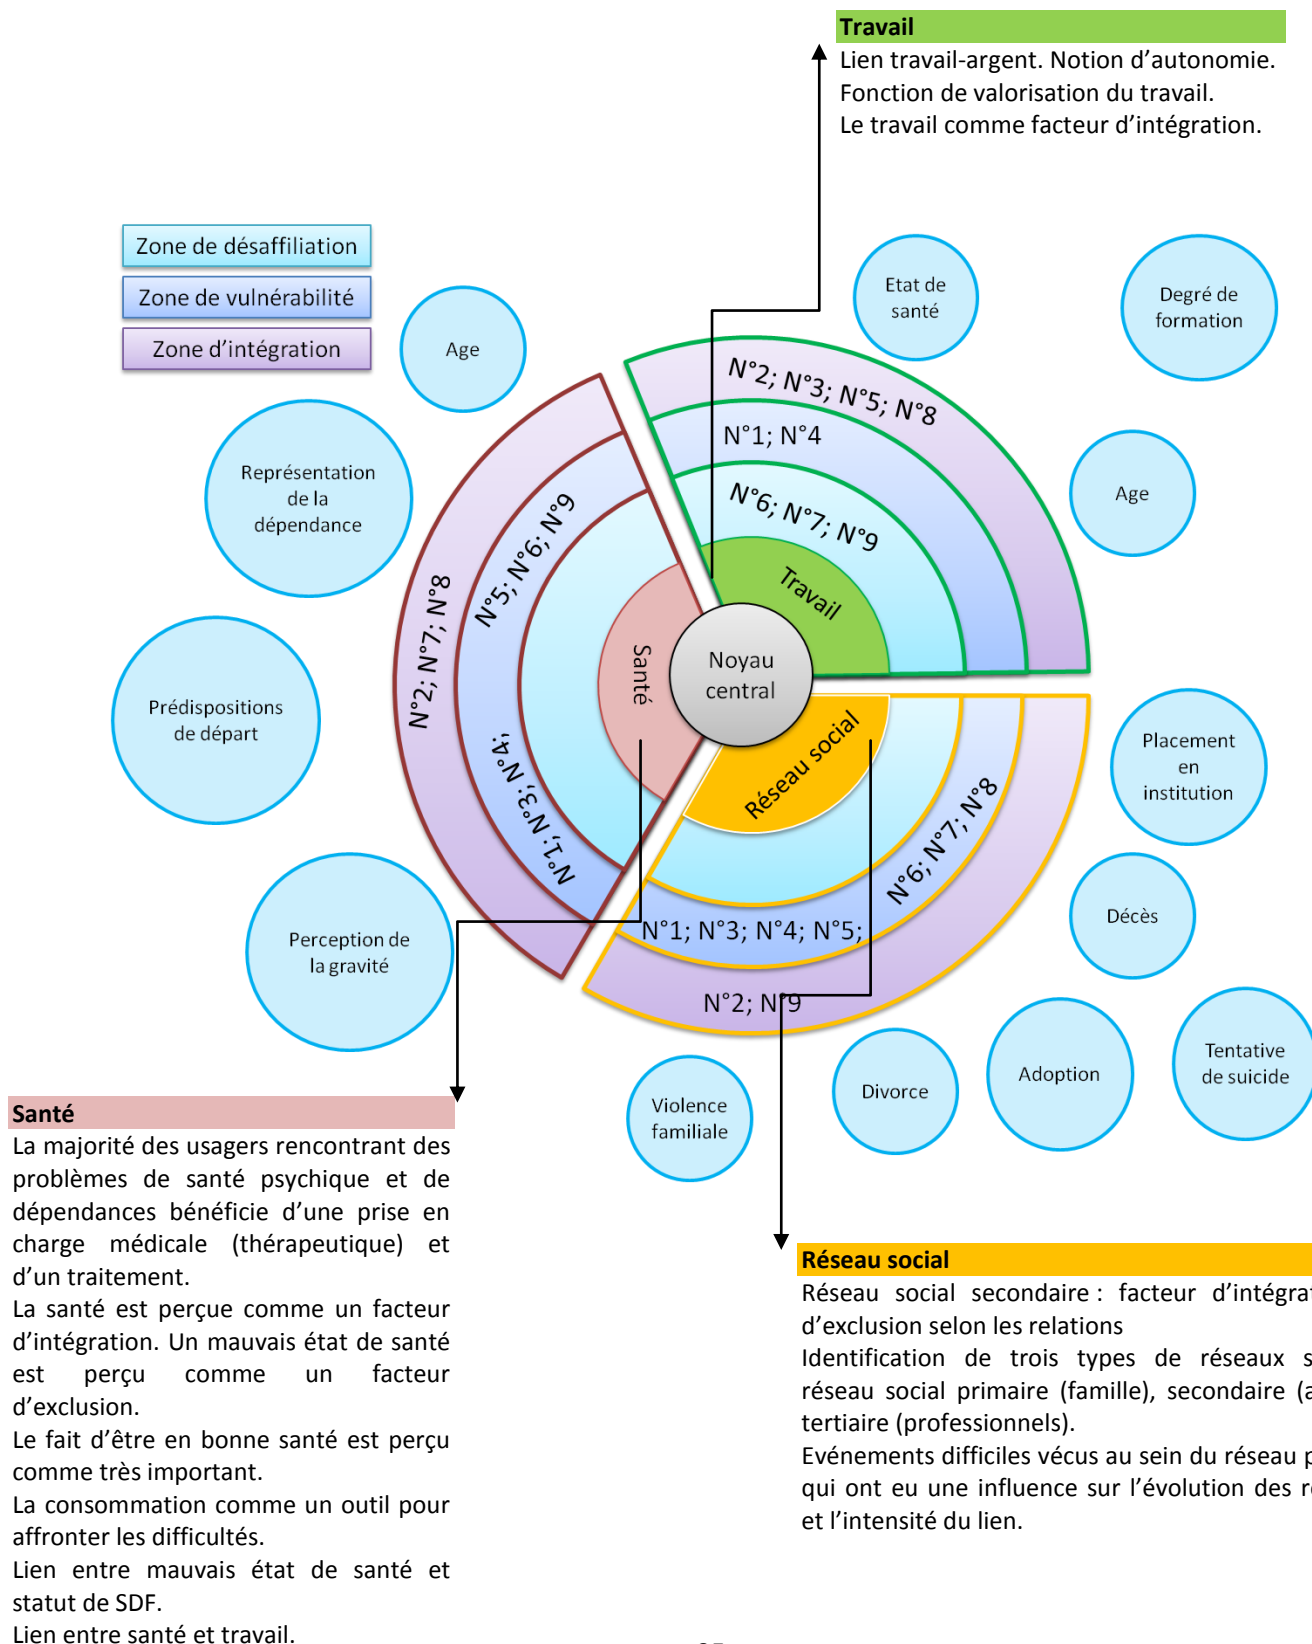 Travail
Lien travail-argent. Notion d’autonomie.
Fonction de valorisation du travail.
Le travail comme facteur d’intégration.
Zone de désaffiliation
Zone de vulnérabilité
Zone d’intégration
Age
Etat de
santé
Degré de
formation
Représentation
de la
dépendance
Age
N°2; N°3; N°5; N°8
N°1; N°4
N°6; N°7; N°9
Travail
N°2; N°7; N°8
N°5; N°6; N°9
N°1; N°3; N°4;
Santé
Noyau
central
Réseau social
N°6; N°7; N°8
N°1; N°3; N°4; N°5;
N°2; N°9
Prédispositions
de départ
Perception de
la gravité
Placement
en
institution
Décès
Tentative
de suicide
Adoption
Divorce
Violence
familiale
Santé
La majorité des usagers rencontrant des
problèmes de santé psychique et de
dépendances bénéficie d’une prise en
charge médicale (thérapeutique) et
d’un traitement.
La santé est perçue comme un facteur
d’intégration. Un mauvais état de santé
est perçu comme un facteur
d’exclusion.
Le fait d’être en bonne santé est perçu
comme très important.
La consommation comme un outil pour
affronter les difficultés.
Lien entre mauvais état de santé et
statut de SDF.
Lien entre santé et travail.
Réseau social
Réseau social secondaire : facteur d’intégrat
d’exclusion selon les relations
Identification de trois types de réseaux s
réseau social primaire (famille), secondaire (a
tertiaire (professionnels).
Evénements difficiles vécus au sein du réseau p
qui ont eu une influence sur l’évolution des r
et l’intensité du lien.